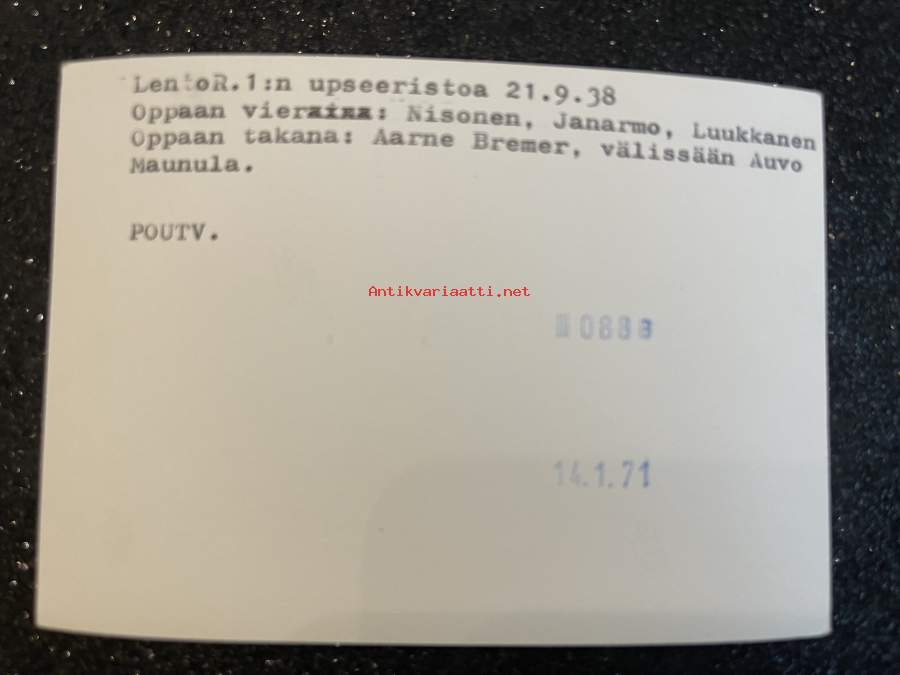 LentoR.1:n upseeristoa 21.9.38
Oppaan vieraina: Nisonen, Janarmo, Luukkanen
Oppaan takana: Aarne Bremer, välissään Auvo
Maunula.
POUTV.
Antikvariaatti.net
14.1.71